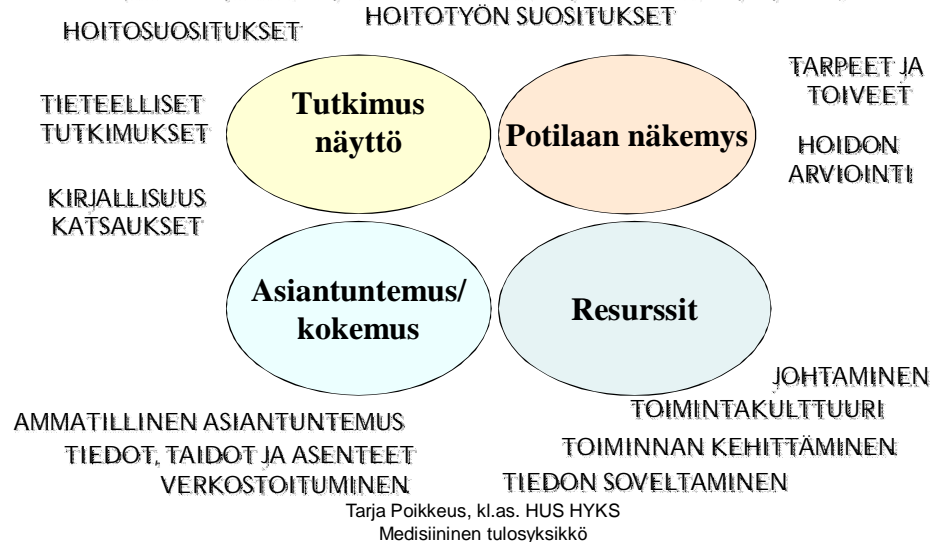 HOITOTYÖN SUOSITUKSET
HOITOSUOSITUKSET
TIETEELLISET
TUTKIMUKSET
KIRJALLISUUS
KATSAUKSET
Tutkimus
näyttö
Potilaan näkemys
TARPEET JA
TOIVEET
HOIDON
ARVIOINTI
Asiantuntemus/
kokemus
Resurssit
AMMATILLINEN ASIANTUNTEMUS
TIEDOT, TAIDOT JA ASENTEET
VERKOSTOITUMINEN
JOHTAMINEN
TOIMINTAKULTTUURI
TOIMINNAN KEHITTÄMINEN
TIEDON SOVELTAMINEN
Tarja Poikkeus, kl.as. HUS HYKS
Medisiininen tulosyksikkö